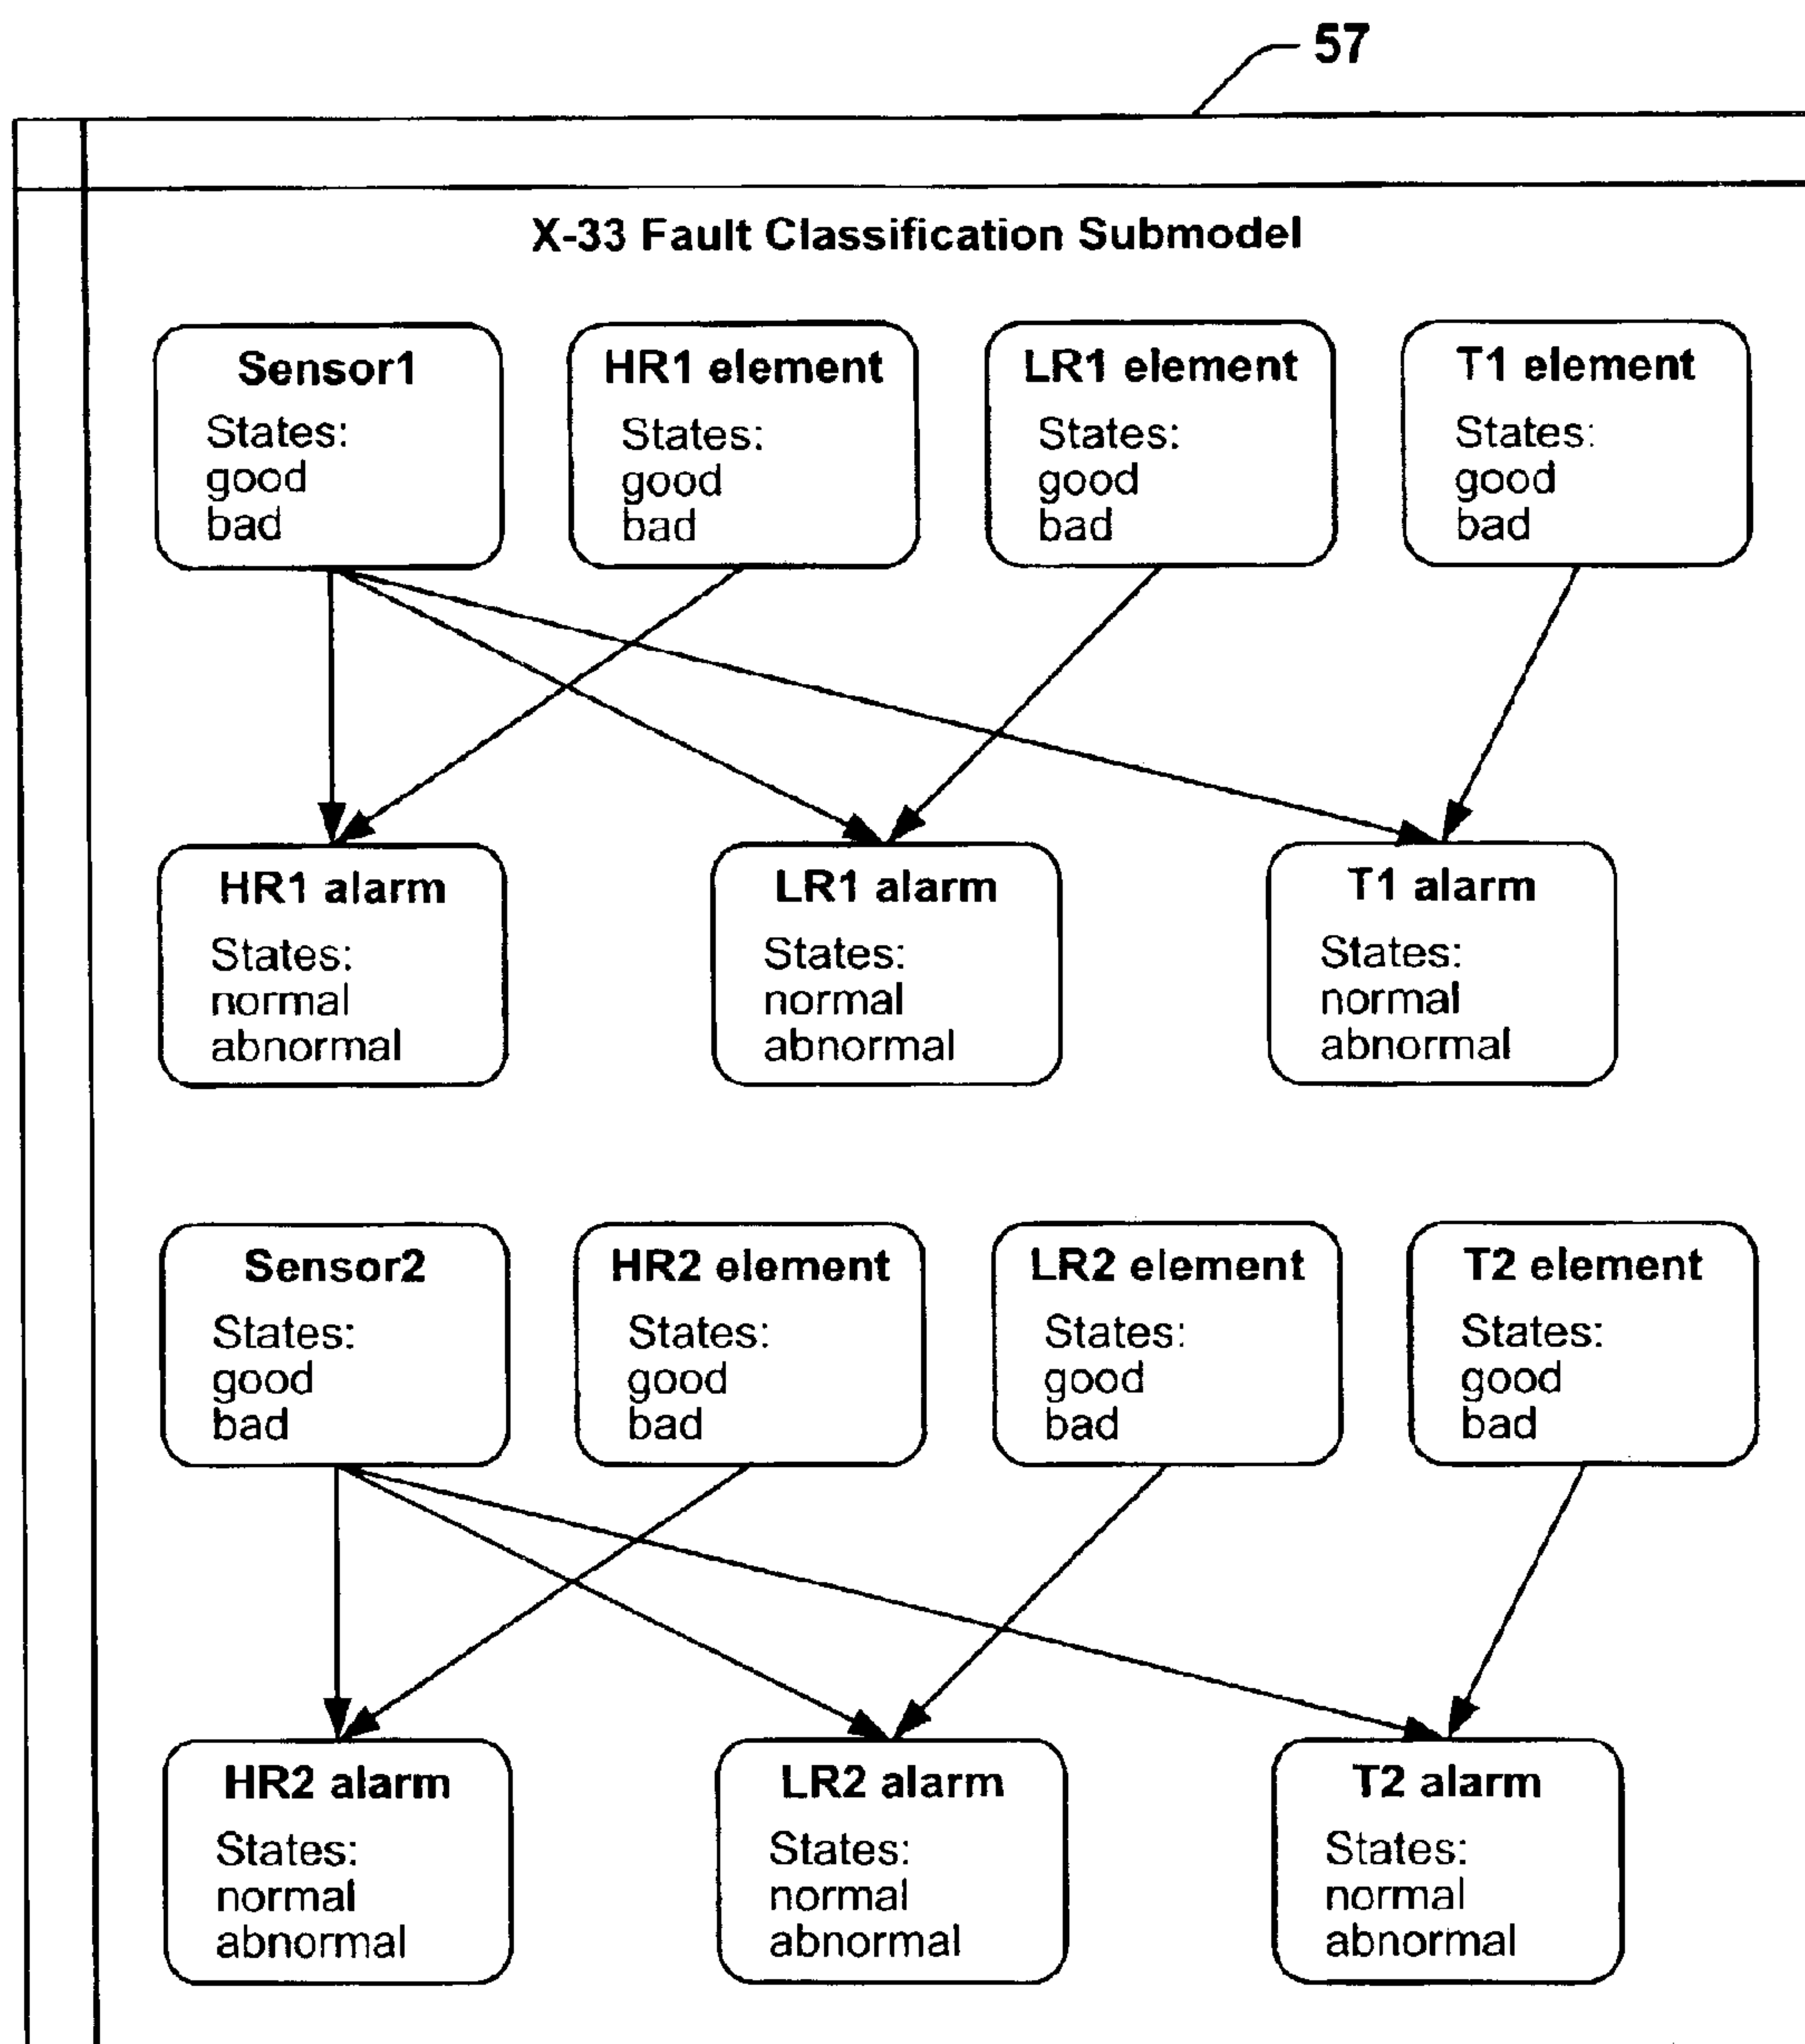 57
X-33 Fault Classification Submodel
Sensor1
States:
good
bad
HR1 element
States:
good
bad
LR1 element
States:
good
bad
T1 element
States:
good
bad
HR1 alarm
States:
normal
abnormal
LR1 alarm
States:
normal
abnormal
T1 alarm
States:
normal
abnormal
Sensor2
States:
good
bad
HR2 element
States:
good
bad
LR2 element
States:
good
bad
T2 element
States:
good
bad
HR2 alarm
States:
normal
abnormal
LR2 alarm
States:
normal
abnormal
T2 alarm
States:
normal
abnormal